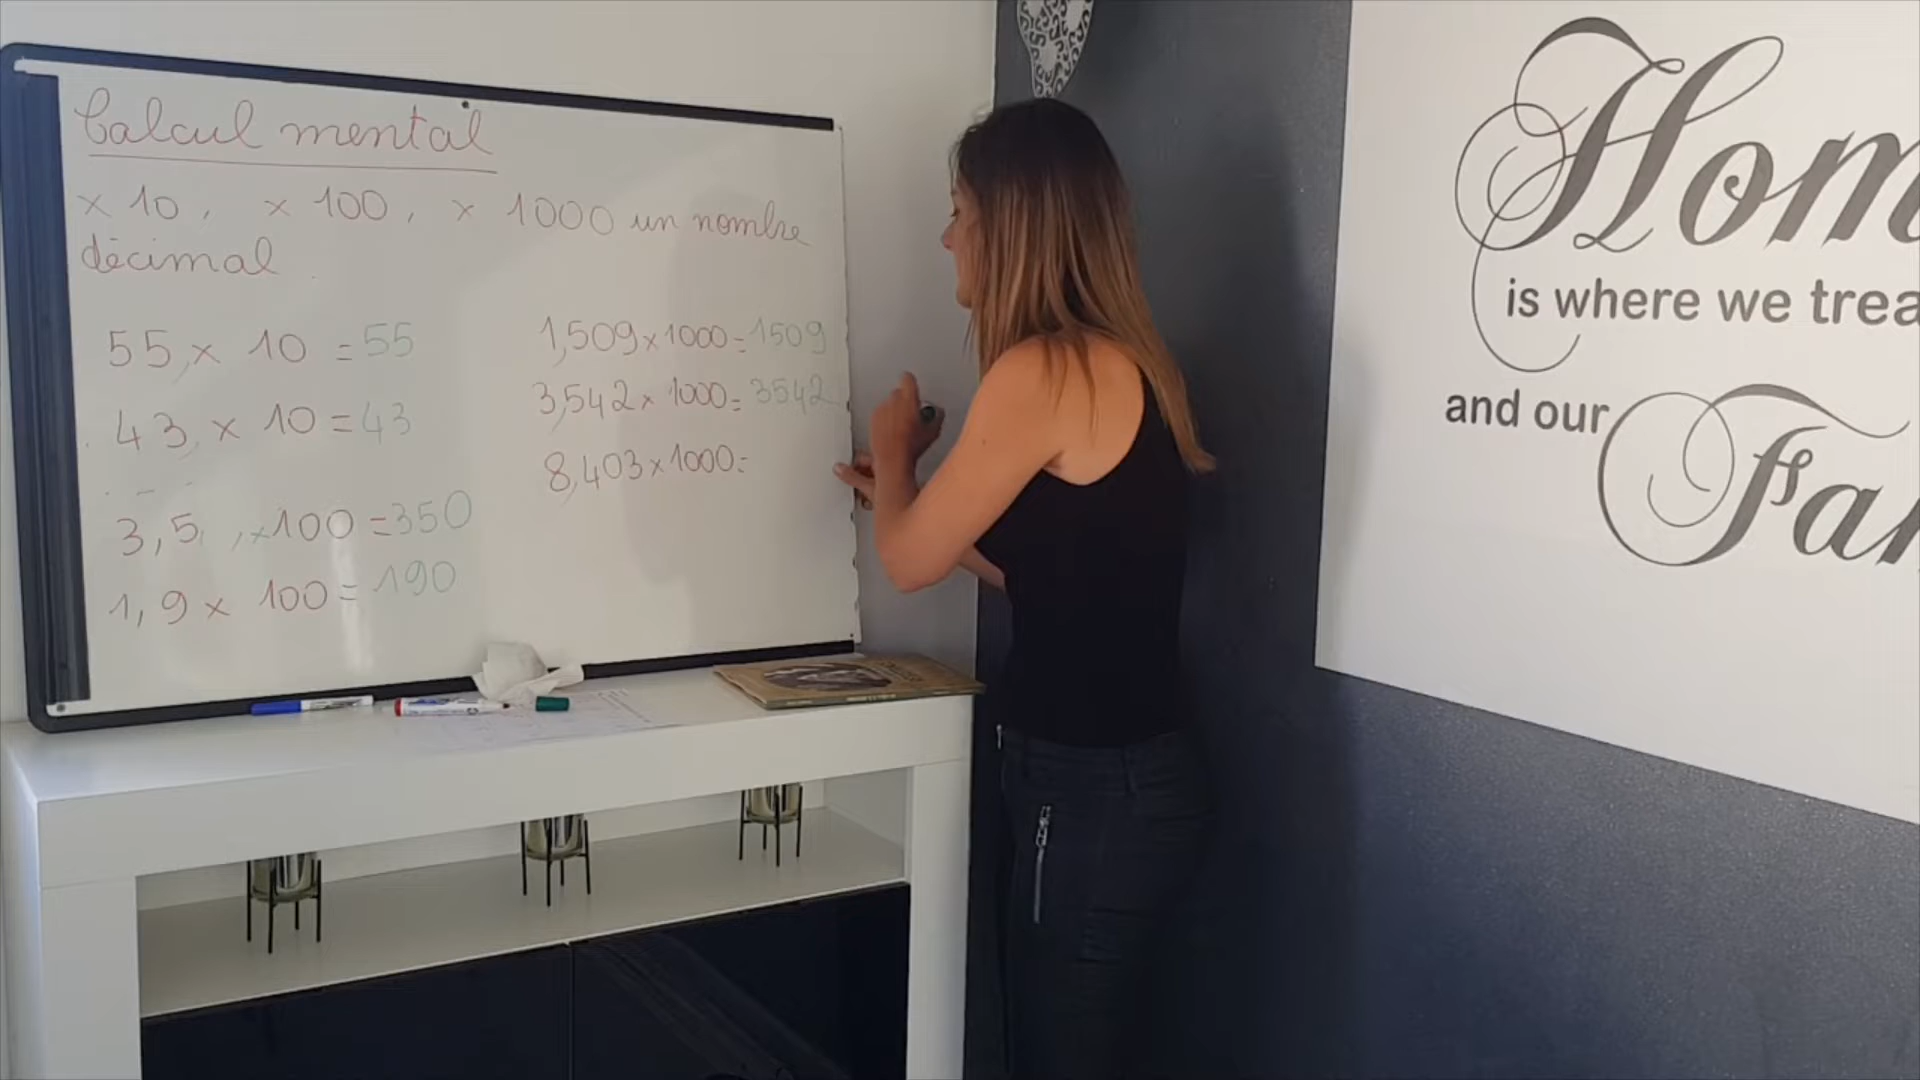 Calcul mental
x 10, x 100, x 1000 un nombre
décimal
55, x 10 = 55
43, x 10 = 43
3,5, ,x 100 = 350
1,9 x 100 = 190
1,509 x 1000 = 1509
3,542 x 1000 = 3542
8,403 x 1000 =
Hom
is where we trea
and our
Fa